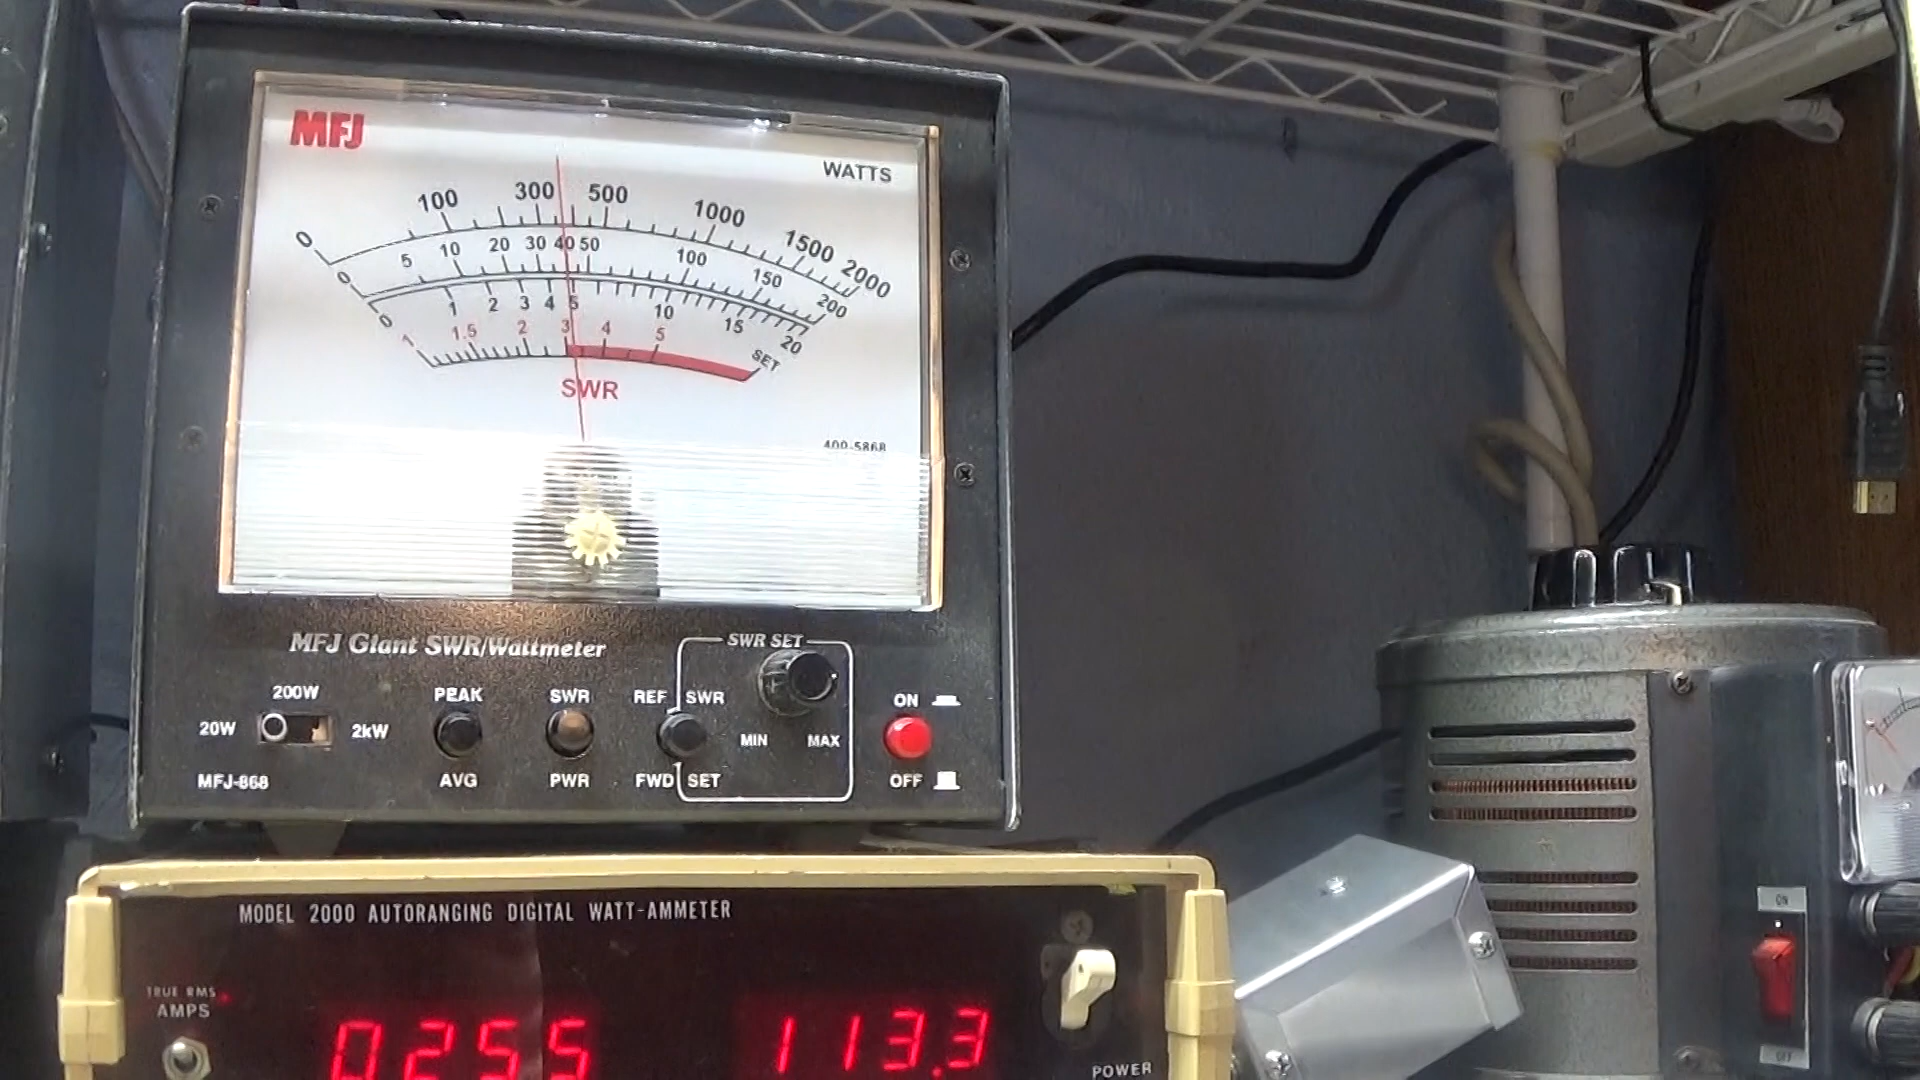 MFJ
WATTS
0 100 300 500 1000 1500 2000
0 5 10 20 30 40 50 100 150 200
0 1 2 3 4 5 10 15 20
1 1.5 2 3 4 5 SET
SWR
400-5868
MFJ Giant SWR/Wattmeter
SWR SET
200W
PEAK
SWR
REF
SWR
ON
20W
2kW
MIN
MAX
MFJ-868
AVG
PWR
FWD
SET
OFF
MODEL 2000 AUTORANGING DIGITAL WATT-AMMETER
TRUE RMS
AMPS
0255
113.3
POWER
ON
OFF